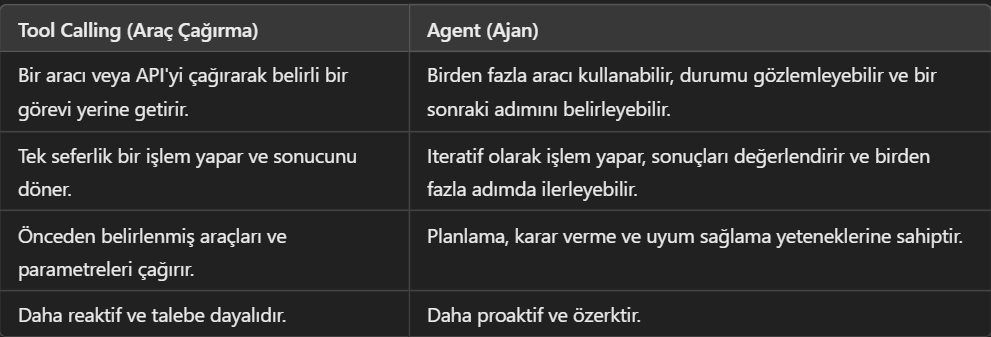 Tool Calling (Araç Çağırma)
Agent (Ajan)
Bir aracı veya API'yi çağırarak belirli bir
görevi yerine getirir.
Birden fazla aracı kullanabilir, durumu gözlemleyebilir ve bir
sonraki adımını belirleyebilir.
Tek seferlik bir işlem yapar ve sonucunu
döner.
Iteratif olarak işlem yapar, sonuçları değerlendirir ve birden
fazla adımda ilerleyebilir.
Önceden belirlenmiş araçları ve
parametreleri çağırır.
Planlama, karar verme ve uyum sağlama yeteneklerine sahiptir.
Daha reaktif ve talebe dayalıdır.
Daha proaktif ve özerktir.